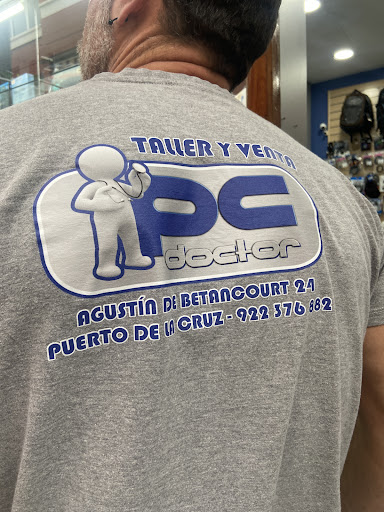 TALLER Y VENTA
PC
doctor
AGUSTÍN DE BETANCOURT 24
PUERTO DE LA CRUZ - 922 376 882